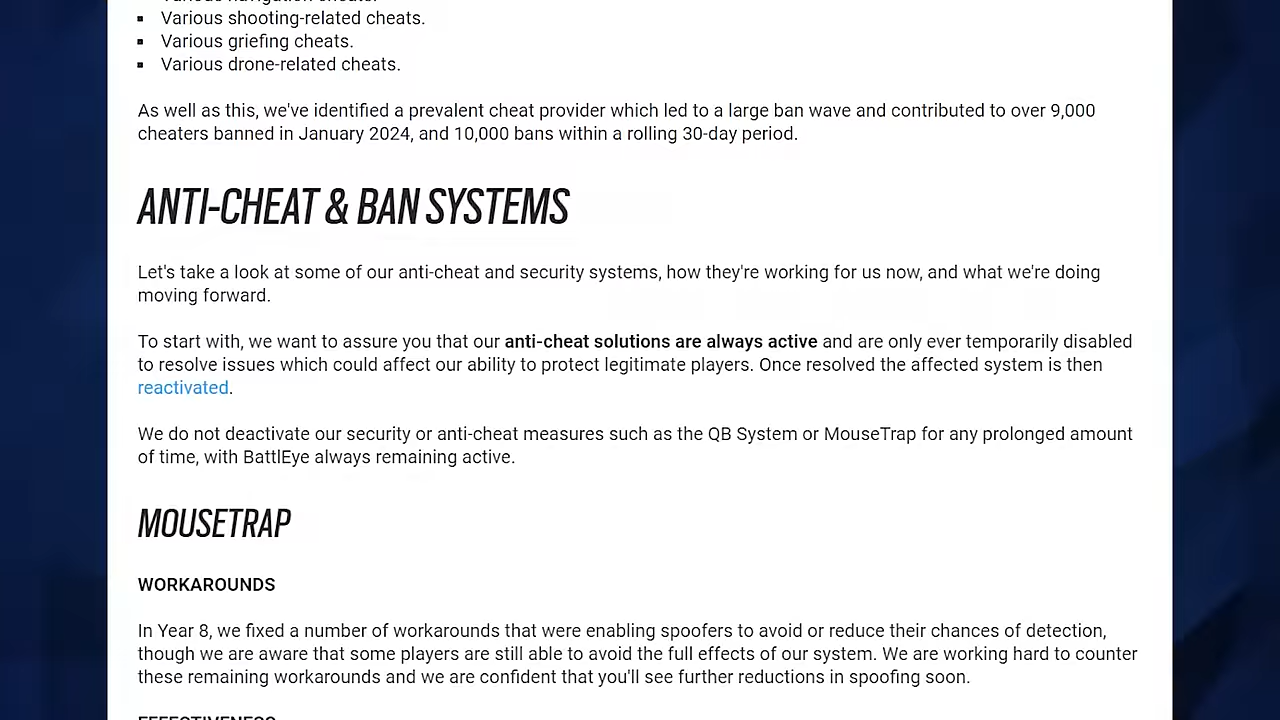 Various navigation cheats.
Various shooting-related cheats.
Various griefing cheats.
Various drone-related cheats.
As well as this, we've identified a prevalent cheat provider which led to a large ban wave and contributed to over 9,000
cheaters banned in January 2024, and 10,000 bans within a rolling 30-day period.
ANTI-CHEAT & BAN SYSTEMS
Let's take a look at some of our anti-cheat and security systems, how they're working for us now, and what we're doing
moving forward.
To start with, we want to assure you that our anti-cheat solutions are always active and are only ever temporarily disabled
to resolve issues which could affect our ability to protect legitimate players. Once resolved the affected system is then
reactivated.
We do not deactivate our security or anti-cheat measures such as the QB System or MouseTrap for any prolonged amount
of time, with BattlEye always remaining active.
MOUSETRAP
WORKAROUNDS
In Year 8, we fixed a number of workarounds that were enabling spoofers to avoid or reduce their chances of detection,
though we are aware that some players are still able to avoid the full effects of our system. We are working hard to counter
these remaining workarounds and we are confident that you'll see further reductions in spoofing soon.
EFFECTIVENESS